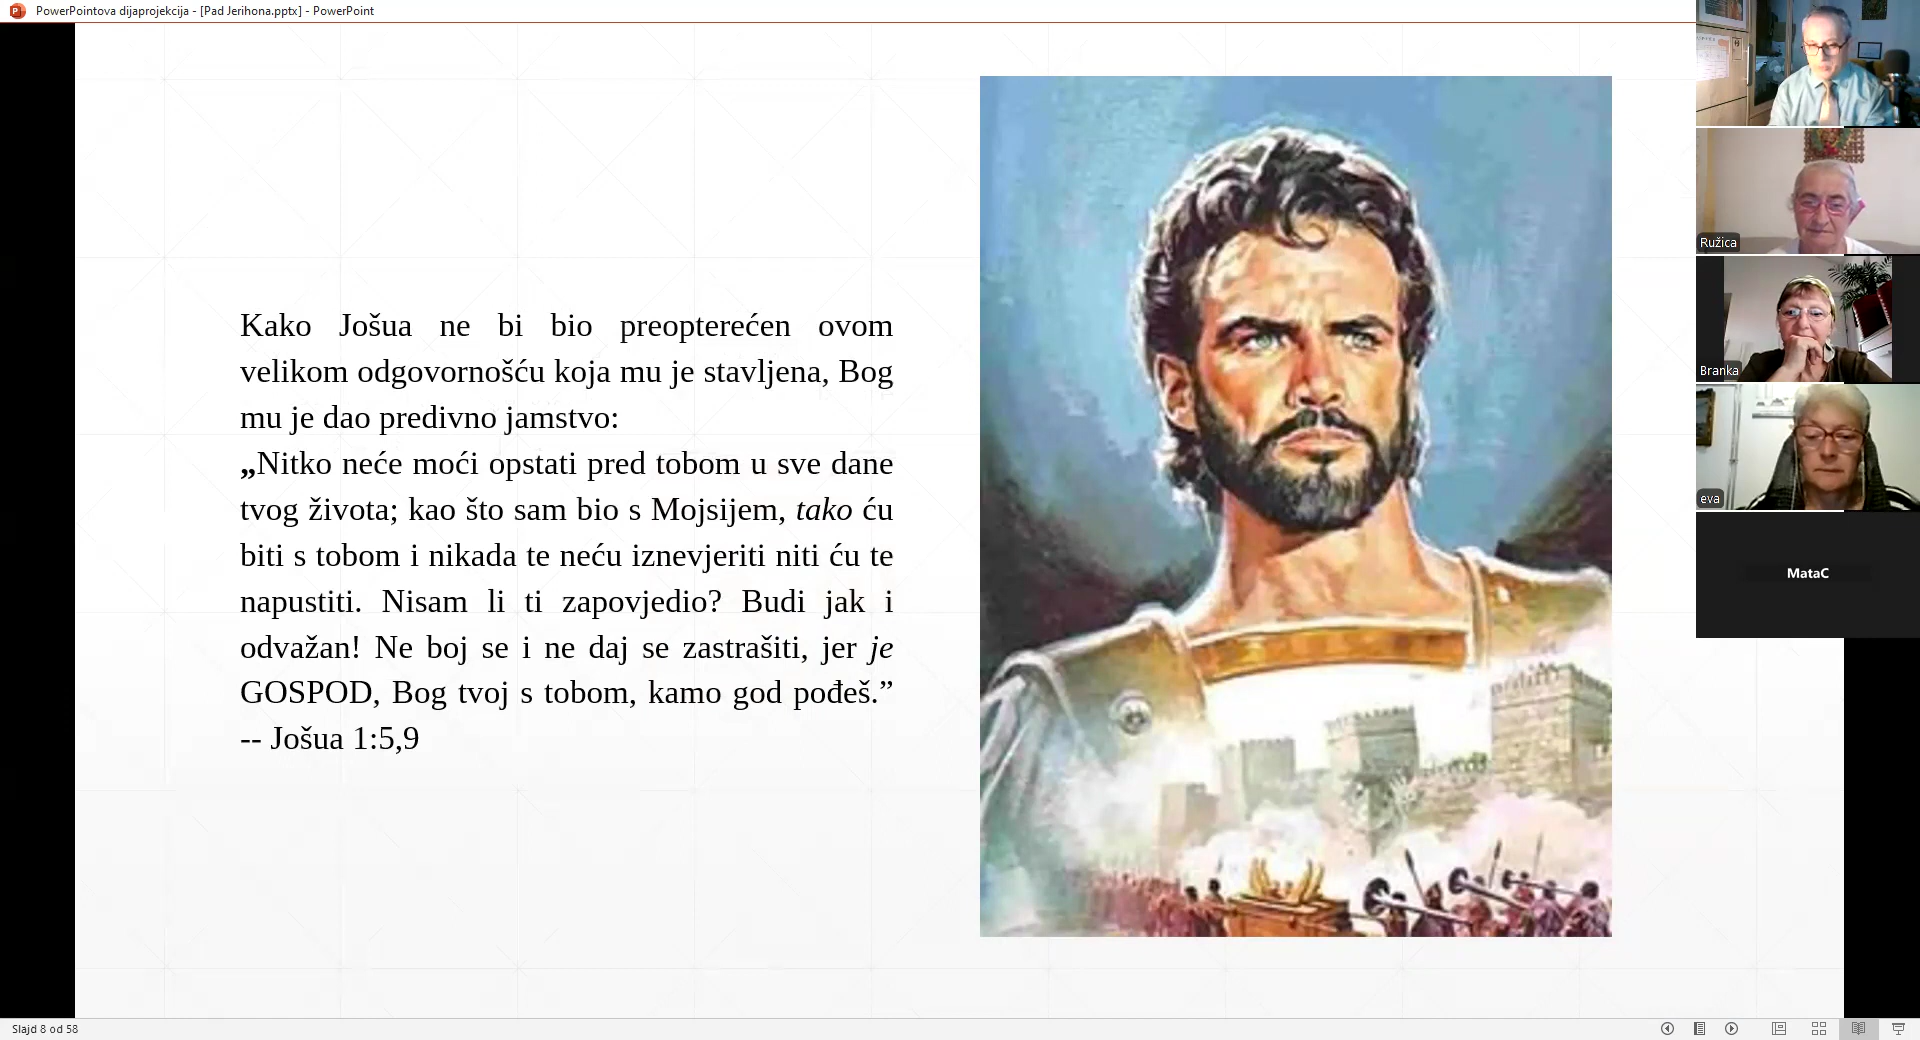 PowerPointova dijaprojekcija - [Pad Jerihona.pptx] - PowerPoint
Kako Jošua ne bi bio preopterećen ovom
velikom odgovornošću koja mu je stavljena, Bog
mu je dao predivno jamstvo:
„Nitko neće moći opstati pred tobom u sve dane
tvog života; kao što sam bio s Mojsijem, tako ću
biti s tobom i nikada te neću iznevjeriti niti ću te
napustiti. Nisam li ti zapovjedio? Budi jak i
odvažan! Ne boj se i ne daj se zastrašiti, jer je
GOSPOD, Bog tvoj s tobom, kamo god pođeš.”
-- Jošua 1:5,9
Ružica
Branka
eva
MataC
Slajd 8 od 58